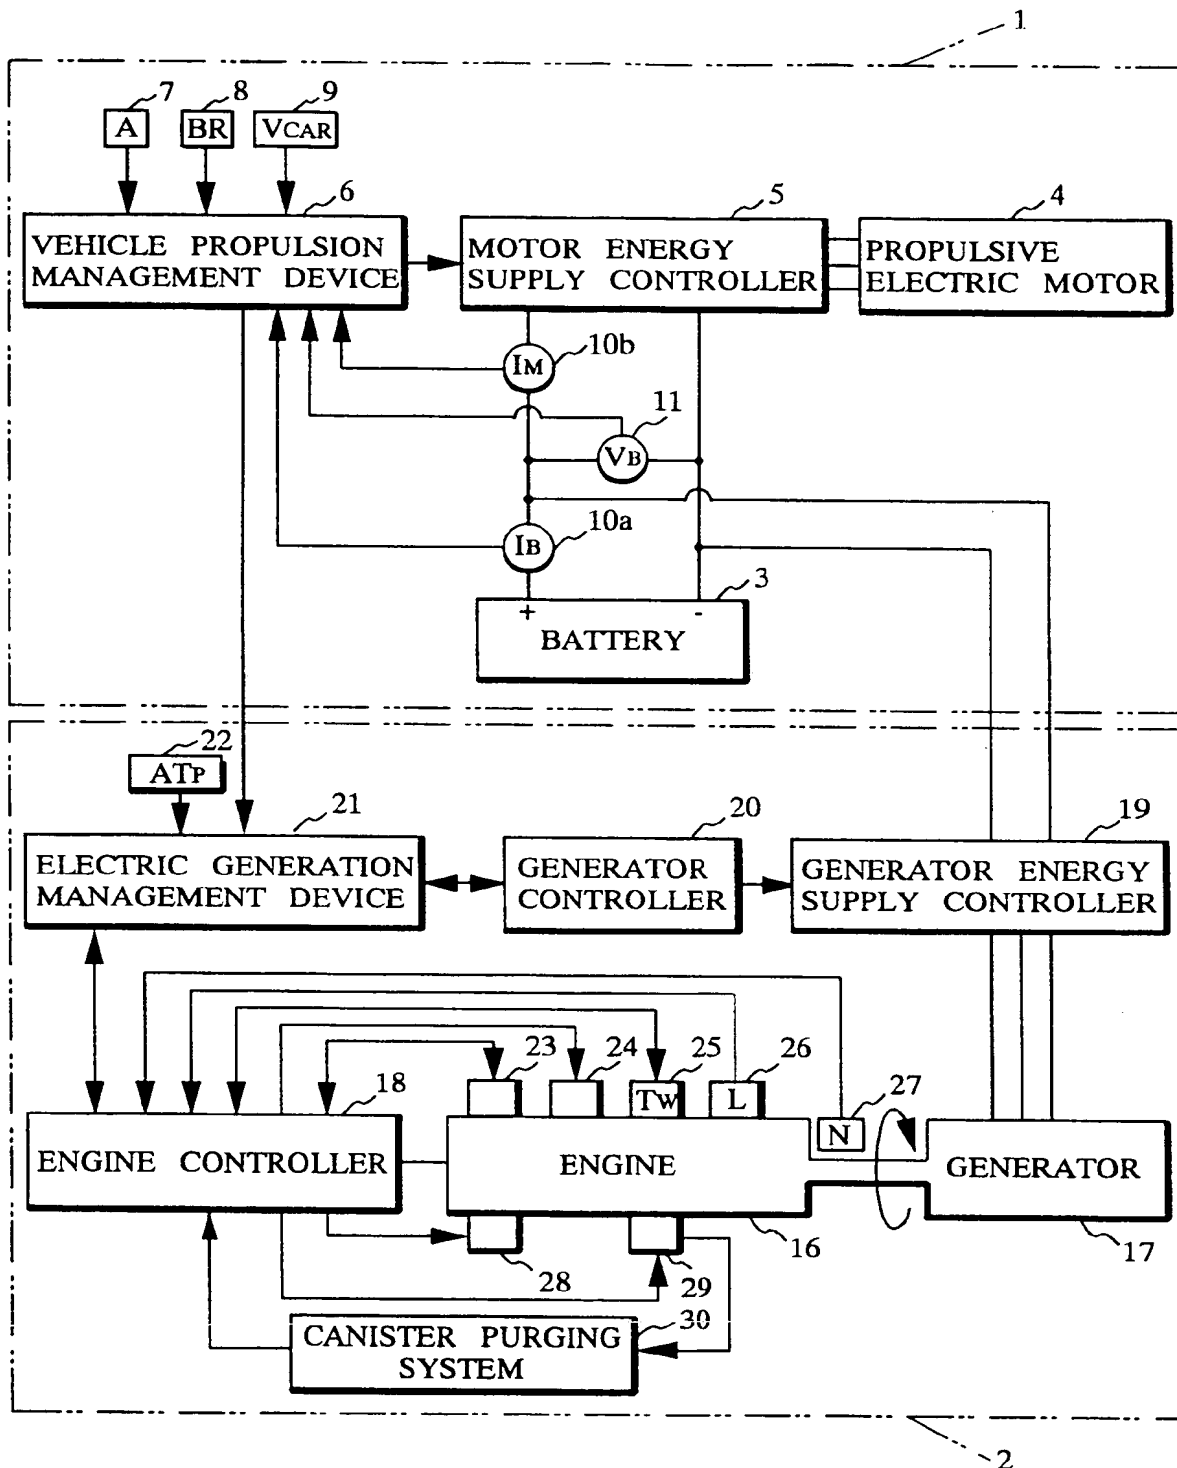 1
7
8
9
A
BR
VCAR
6
5
4
VEHICLE PROPULSION
MANAGEMENT DEVICE
MOTOR ENERGY
SUPPLY CONTROLLER
PROPULSIVE
ELECTRIC MOTOR
IM
10b
11
VB
10a
IB
3
+
-
BATTERY
22
ATP
21
20
19
ELECTRIC GENERATION
MANAGEMENT DEVICE
GENERATOR
CONTROLLER
GENERATOR ENERGY
SUPPLY CONTROLLER
23
24
25
26
27
18
TW
L
N
ENGINE CONTROLLER
ENGINE
GENERATOR
16
17
28
29
30
CANISTER PURGING
SYSTEM
2